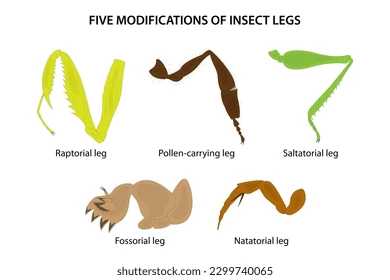 FIVE MODIFICATIONS OF INSECT LEGS
Raptorial leg
Pollen-carrying leg
Saltatorial leg
Fossorial leg
Natatorial leg
shutterstock.com · 2299740065